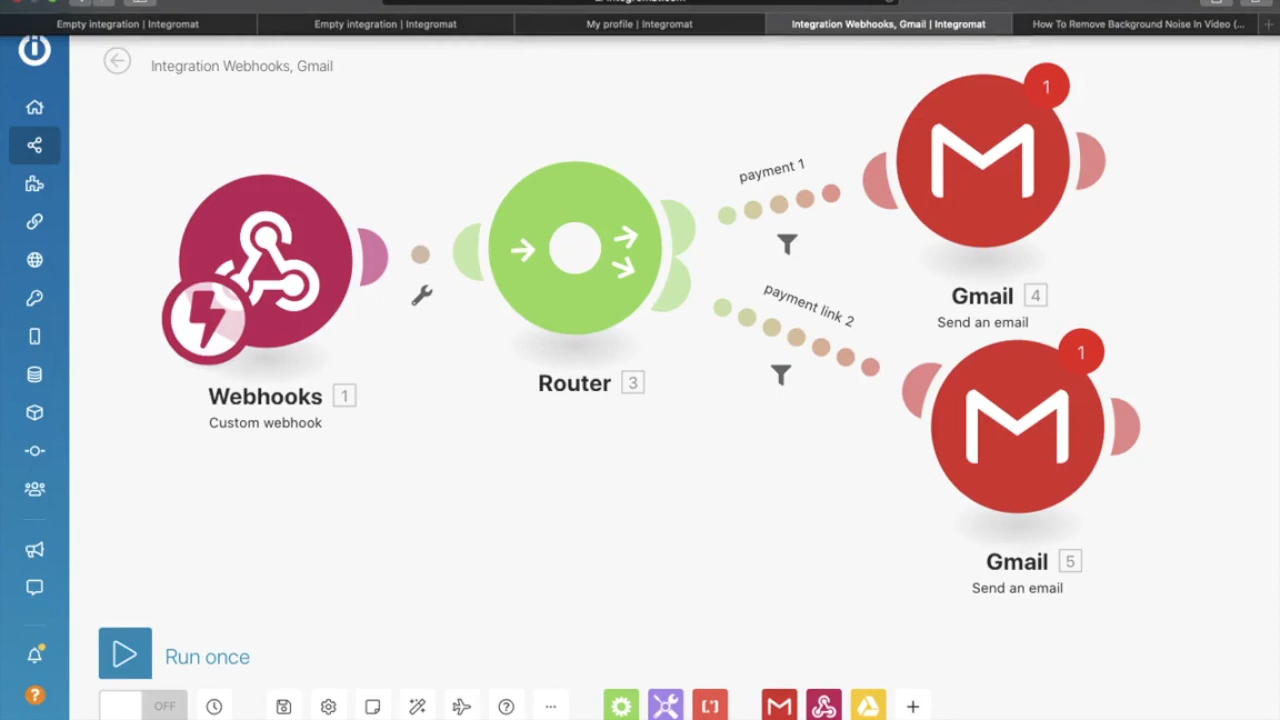 Empty integration | Integromat
Empty integration | Integromat
My profile | Integromat
Integration Webhooks, Gmail | Integromat
How To Remove Background Noise In Video (...
Integration Webhooks, Gmail
1
payment 1
Gmail 4
Send an email
payment link 2
1
Router 3
Webhooks 1
Custom webhook
Gmail 5
Send an email
Run once
OFF